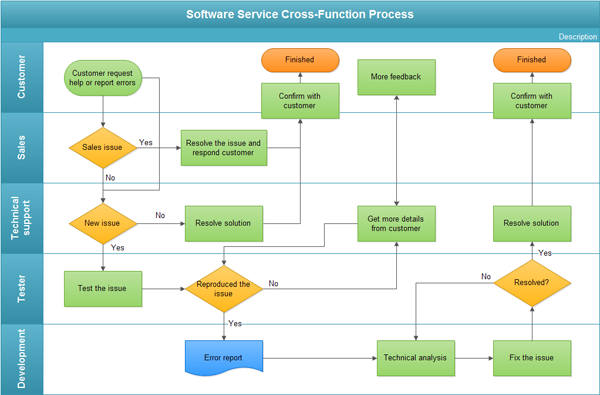 Software Service Cross-Function Process
Description
Customer
Customer request
help or report errors
Finished
Confirm with
customer
More feedback
Finished
Confirm with
customer
Sales
Sales issue
Yes
No
Resolve the issue and
respond customer
Technical
support
New issue
No
Yes
Resolve solution
Get more details
from customer
Resolve solution
Yes
Tester
Test the issue
Reproduced the
issue
No
Yes
No
Resolved?
Development
Error report
Technical analysis
Fix the issue